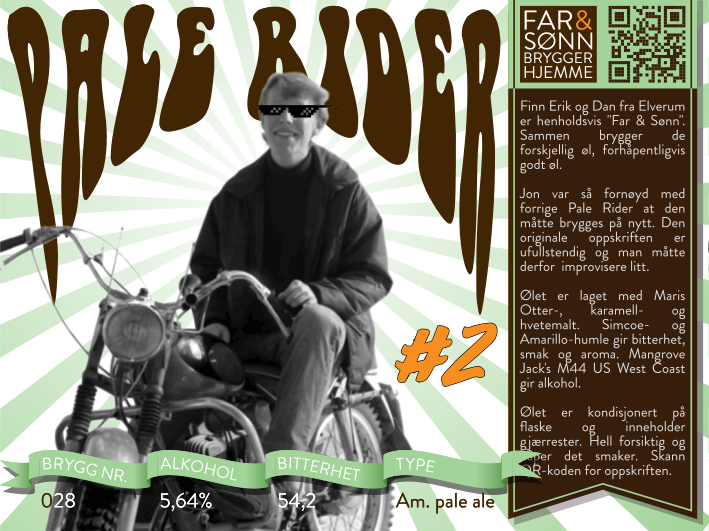 PALE RIDER
#2
FAR&
SØNN
BRYGGER
HJEMME
Finn Erik og Dan fra Elverum
er henholdsvis "Far & Sønn".
Sammen brygger de
forskjellig øl, forhåpentligvis
godt øl.
Jon var så fornøyd med
forrige Pale Rider at den
måtte brygges på nytt. Den
originale oppskriften er
ufullstendig og man måtte
derfor improvisere litt.
Ølet er laget med Maris
Otter-, karamell- og
hvetemalt. Simcoe- og
Amarillo-humle gir bitterhet,
smak og aroma. Mangrove
Jack's M44 US West Coast
gir alkohol.
Ølet er kondisjonert på
flaske og inneholder
gjærrester. Hell forsiktig og
håper det smaker. Skann
QR-koden for oppskriften.
BRYGG NR. ALKOHOL BITTERHET TYPE
028 5,64% 54,2 Am. pale ale